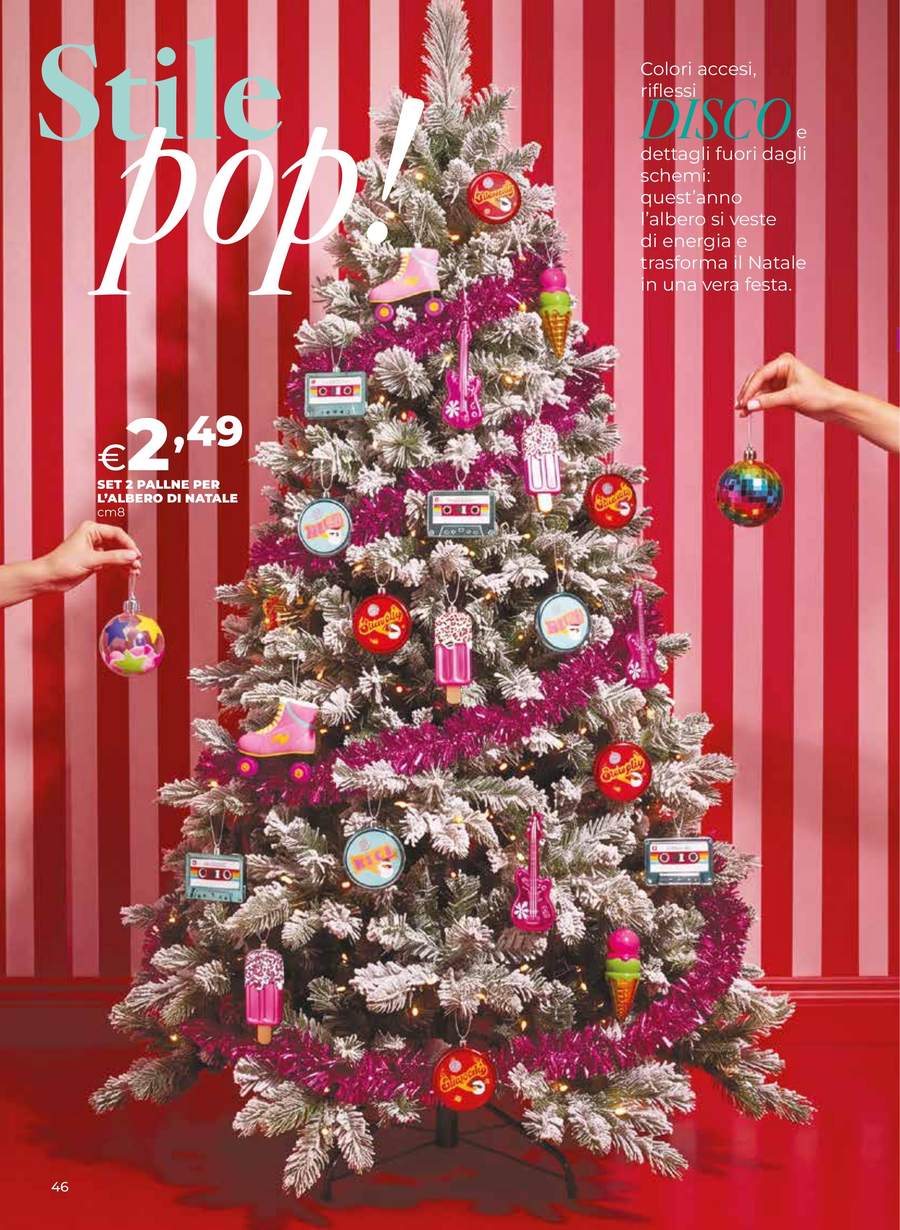 Stile
pop!
Colori accesi,
riflessi
DISCO e
dettagli fuori dagli
schemi:
quest'anno
l'albero si veste
di energia e
trasforma il Natale
in una vera festa.
€2,49
SET 2 PALLNE PER
L'ALBERO DI NATALE
cm8
46